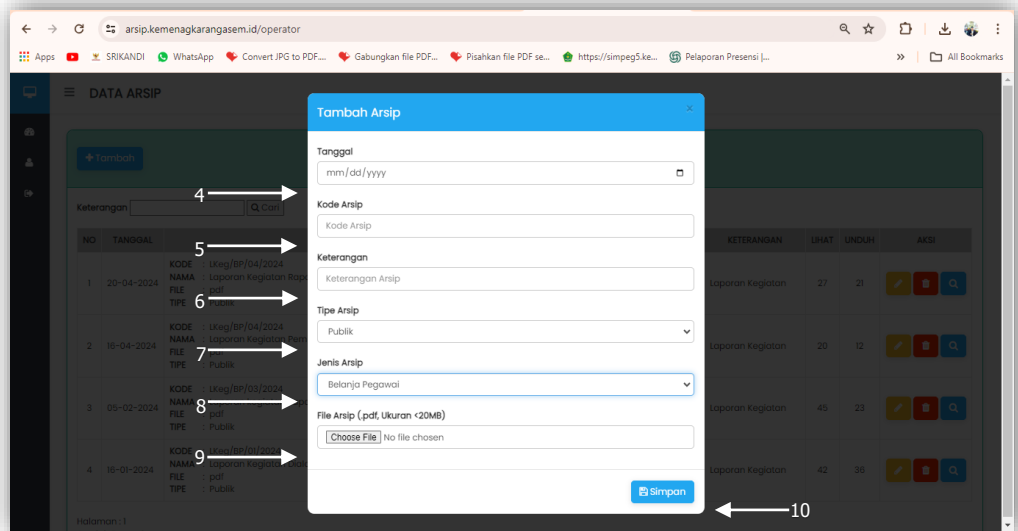 arsip.kemenagkarangasem.id/operator
Apps SRIKANDI WhatsApp Convert JPG to PDF.... Gabungkan file PDF... Pisahkan file PDF se... https://simpeg5.ke... Pelaporan Presensi |... » All Bookmarks
DATA ARSIP
Tambah Arsip ×
+Tambah
Tanggal
mm/dd/yyyy
4
Keterangan Cari
Kode Arsip
Kode Arsip
NO TANGGAL KETERANGAN LIHAT UNDUH AKSI
5
Keterangan
Keterangan Arsip
1 20-04-2024 Laporan Kegiatan 27 21
KODE : LKeg/BP/04/2024
NAMA : Laporan Kegiatan Rapa
FILE : pdf
TIPE : Publik
6
Tipe Arsip
Publik
2 16-04-2024 Laporan Kegiatan 20 12
KODE : LKeg/BP/04/2024
NAMA : Laporan Kegiatan Pem
FILE : pdf
TIPE : Publik
7
Jenis Arsip
Belanja Pegawai
3 05-02-2024 Laporan Kegiatan 45 23
KODE : LKeg/BP/03/2024
NAMA
FILE : pdf
TIPE : Publik
8
File Arsip (.pdf, Ukuran <20MB)
Choose File No file chosen
4 16-01-2024 Laporan Kegiatan 42
KODE : LKeg/BP/01/2024
NAMA : Laporan Kegiatan
FILE : pdf
TIPE : Publik
9
Simpan
10
Halaman : 1